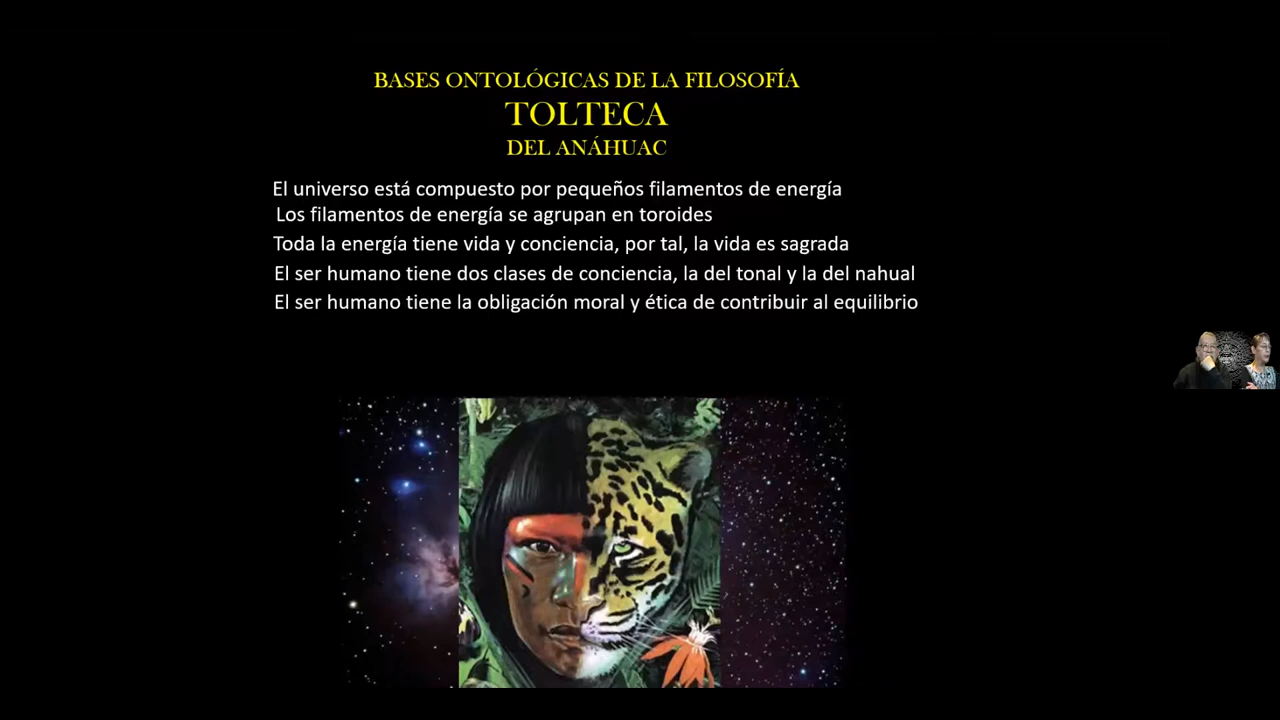 BASES ONTOLÓGICAS DE LA FILOSOFÍA
TOLTECA
DEL ANÁHUAC
El universo está compuesto por pequeños filamentos de energía
Los filamentos de energía se agrupan en toroides
Toda la energía tiene vida y conciencia, por tal, la vida es sagrada
El ser humano tiene dos clases de conciencia, la del tonal y la del nahual
El ser humano tiene la obligación moral y ética de contribuir al equilibrio